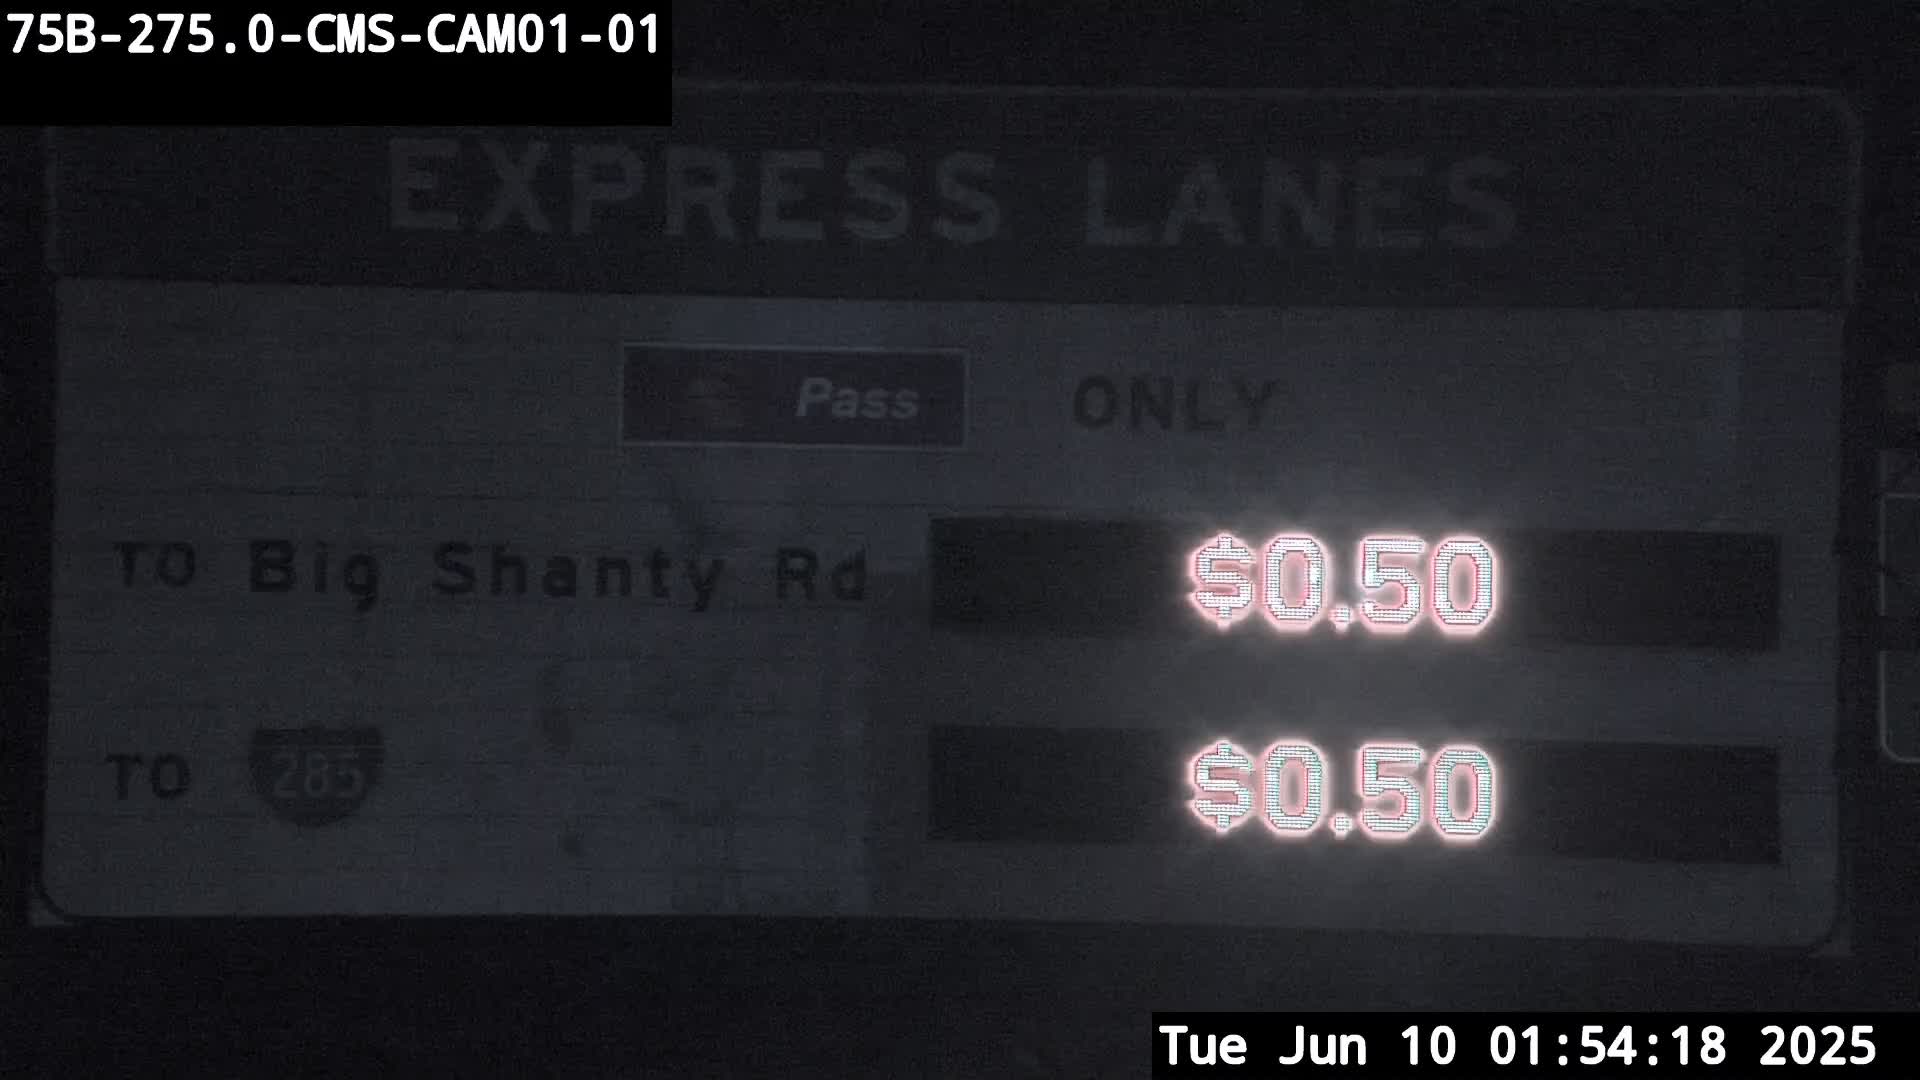 75B-275.0-CMS-CAM01-01
EXPRESS LANES
Pass ONLY
TO Big Shanty Rd $0.50
TO 285 $0.50
Tue Jun 10 01:54:18 2025